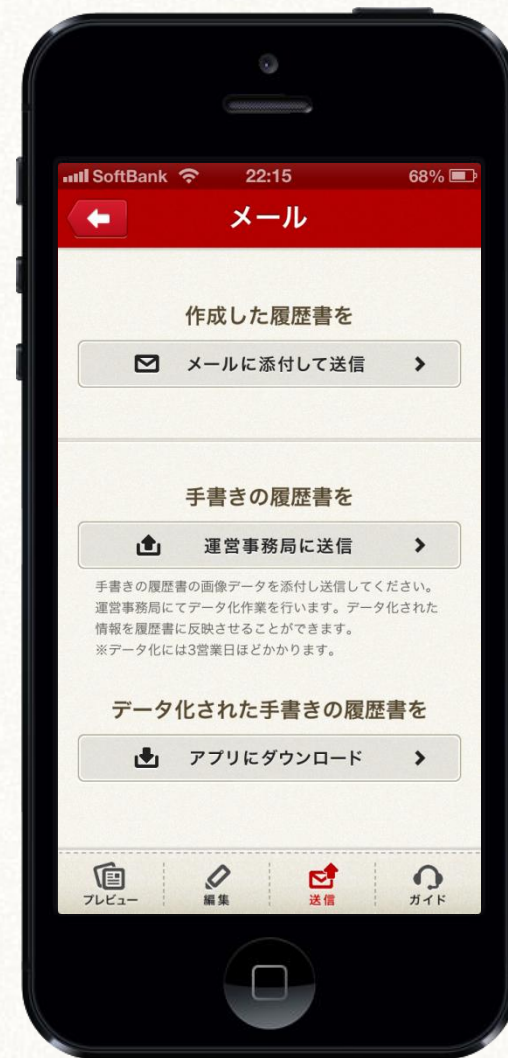 SoftBank 22:15 68%
メール
作成した履歴書を
メールに添付して送信
手書きの履歴書を
運営事務局に送信
手書きの履歴書の画像データを添付し送信してください。
運営事務局にてデータ化作業を行います。データ化された
情報を履歴書に反映させることができます。
※データ化には3営業日ほどかかります。
データ化された手書きの履歴書を
アプリにダウンロード
プレビュー 編集 送信 ガイド